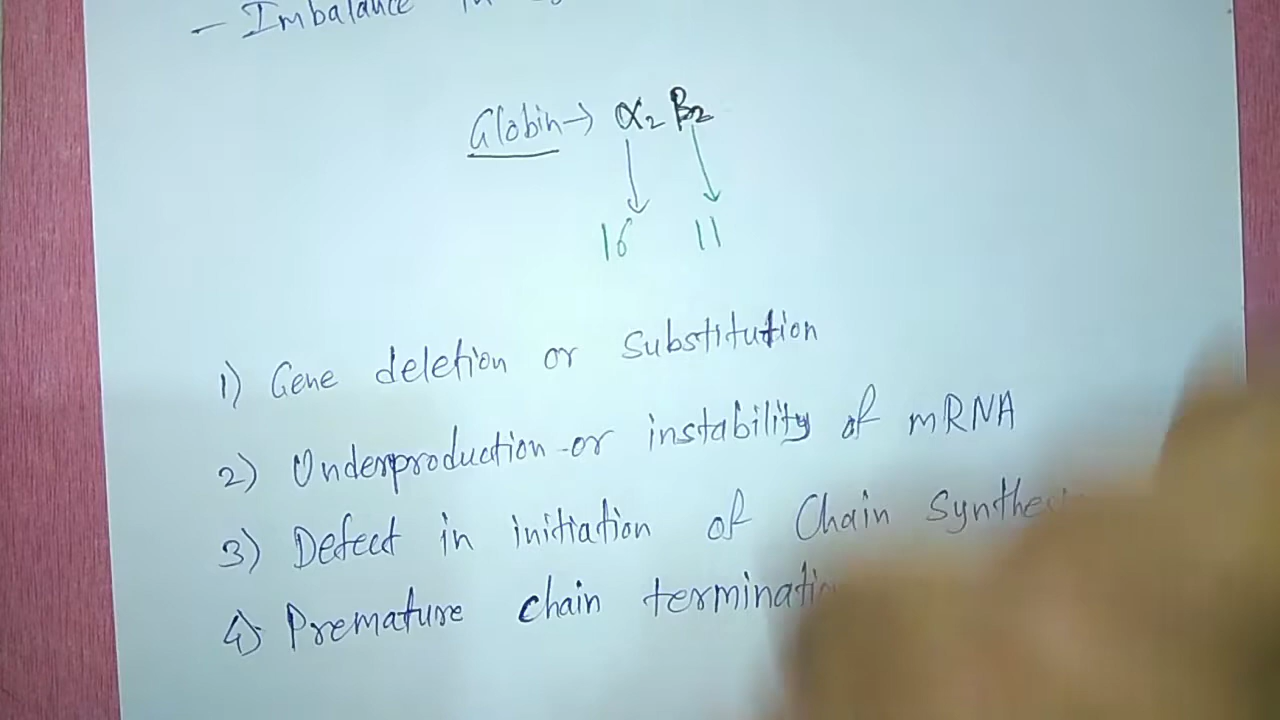 - Imbalance in
Globin → α₂ β₂
16 11
1) Gene deletion or substitution
2) Underproduction or instability of mRNA
3) Defect in initiation of Chain
4) Premature chain